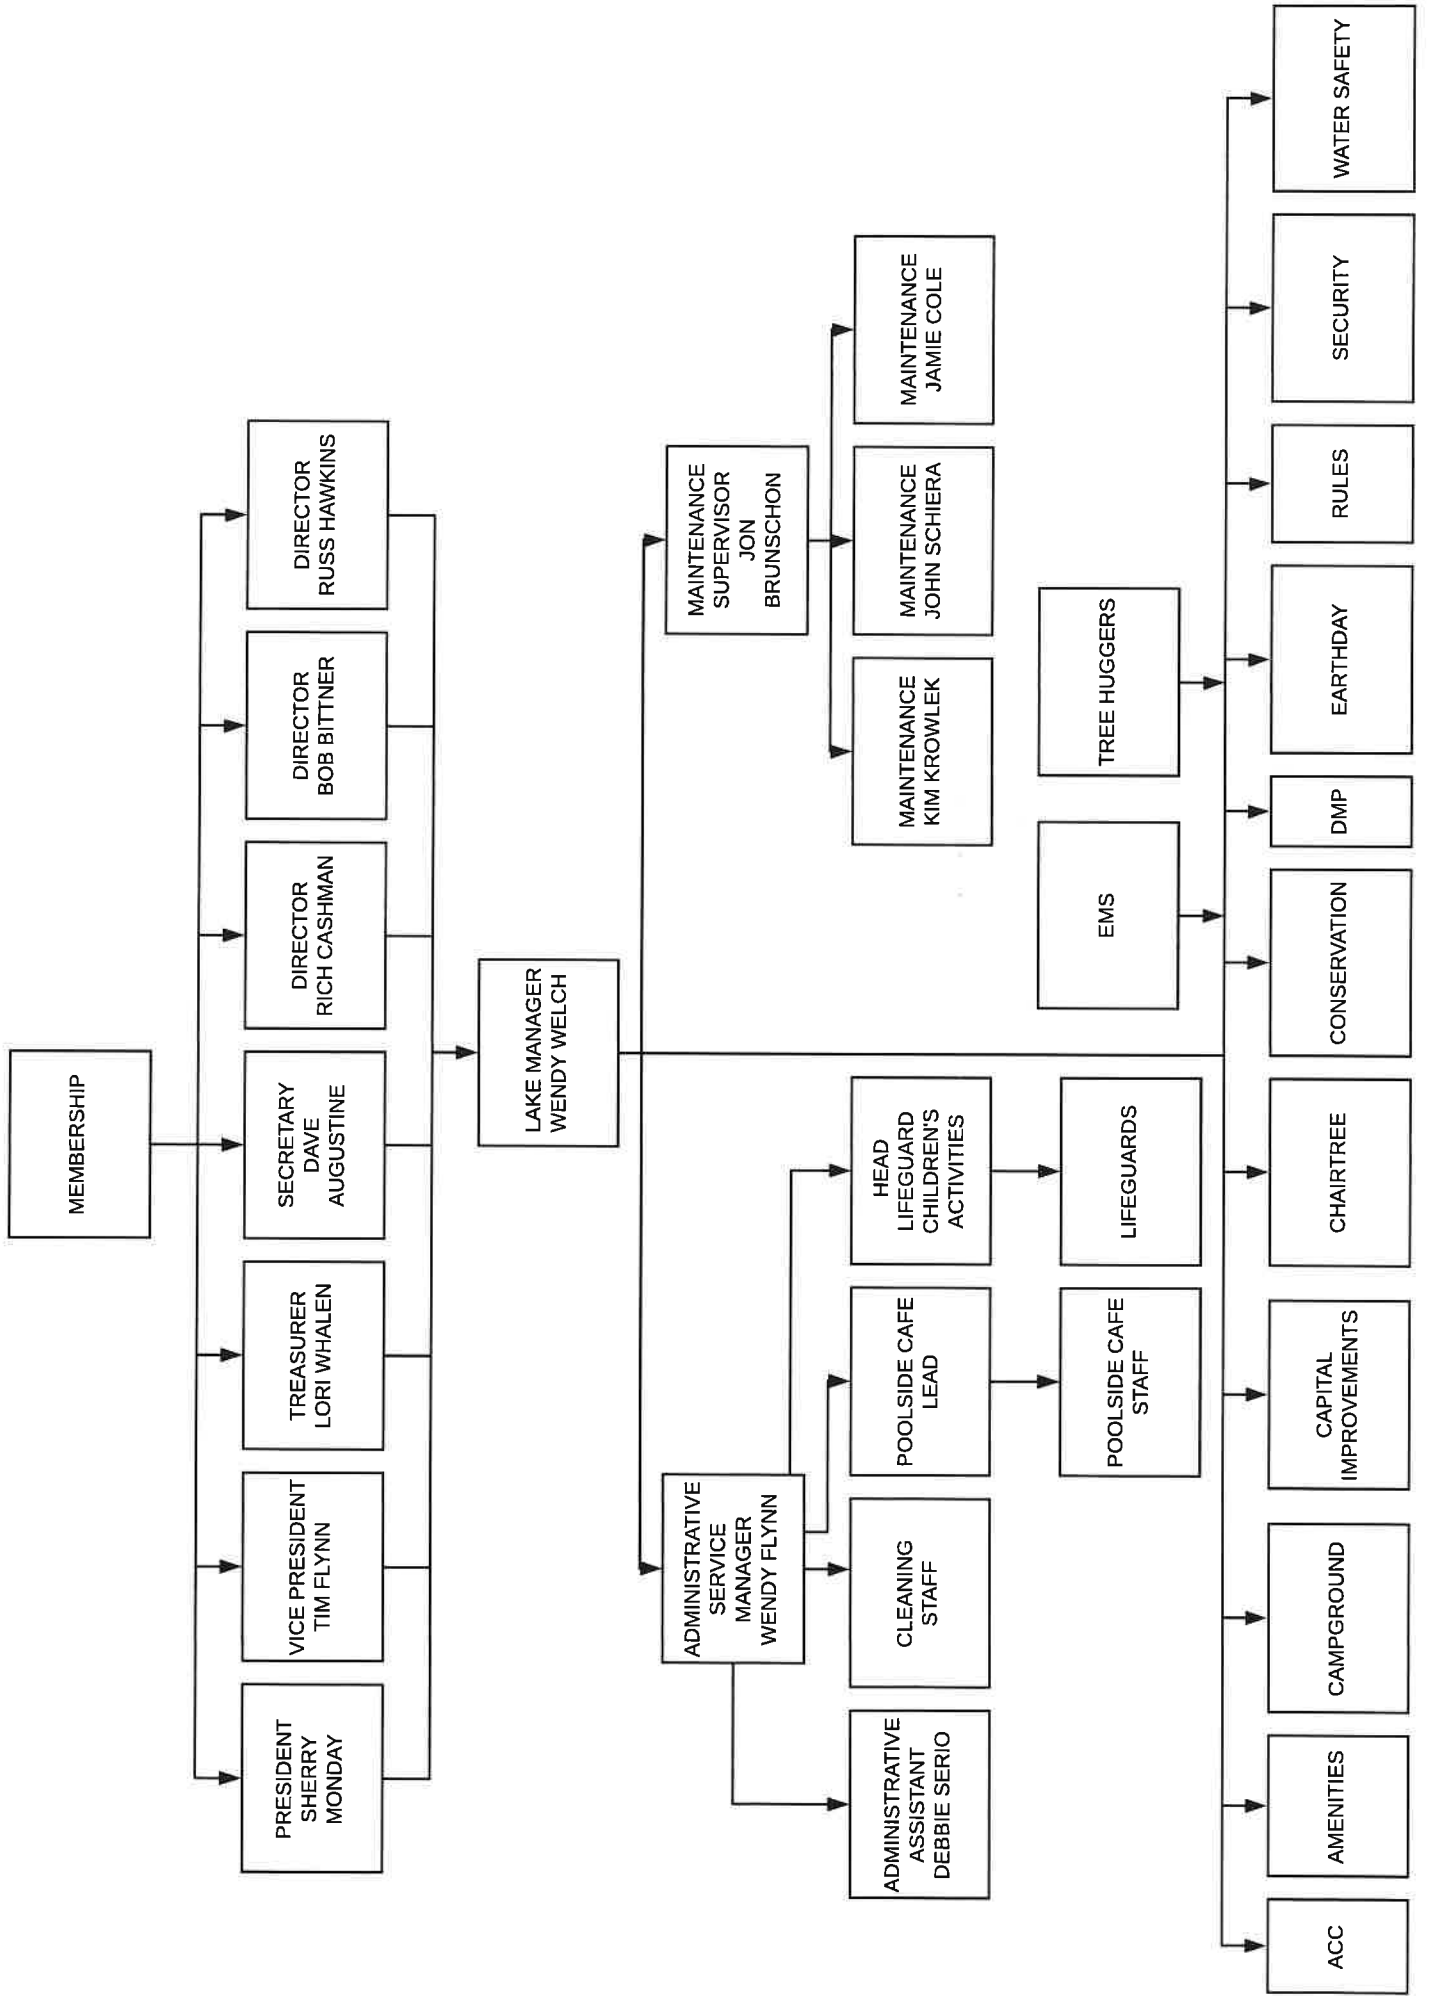 MEMBERSHIP
PRESIDENT
SHERRY
MONDAY
VICE PRESIDENT
TIM FLYNN
TREASURER
LORI WHALEN
SECRETARY
DAVE
AUGUSTINE
DIRECTOR
RICH CASHMAN
DIRECTOR
BOB BITTNER
DIRECTOR
RUSS HAWKINS
LAKE MANAGER
WENDY WELCH
ADMINISTRATIVE
SERVICE
MANAGER
WENDY FLYNN
MAINTENANCE
SUPERVISOR
JON
BRUNSCHON
ADMINISTRATIVE
ASSISTANT
DEBBIE SERIO
CLEANING
STAFF
POOLSIDE CAFE
LEAD
HEAD
LIFEGUARD
CHILDREN'S
ACTIVITIES
MAINTENANCE
KIM KROWLEK
MAINTENANCE
JOHN SCHIERA
MAINTENANCE
JAMIE COLE
POOLSIDE CAFE
STAFF
LIFEGUARDS
EMS
TREE HUGGERS
ACC
AMENITIES
CAMPGROUND
CAPITAL
IMPROVEMENTS
CHAIRTREE
CONSERVATION
DMP
EARTHDAY
RULES
SECURITY
WATER SAFETY